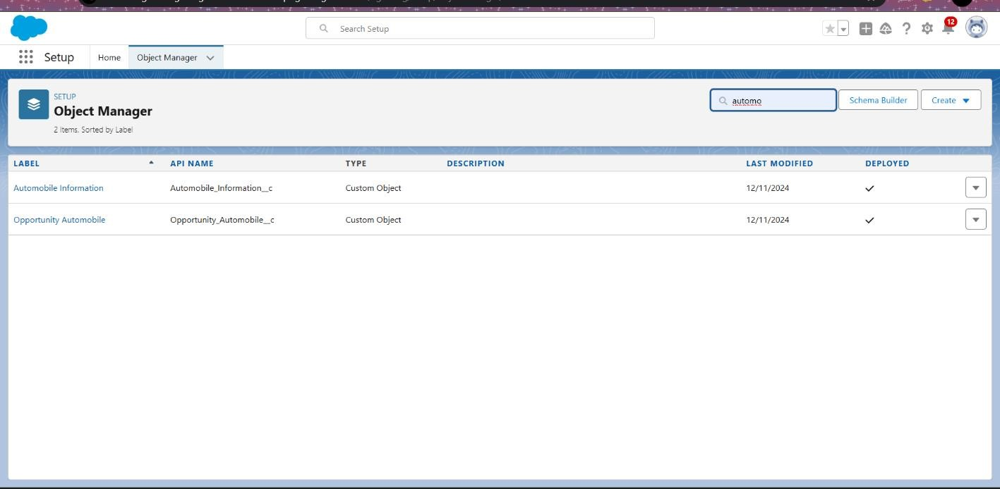 Search Setup
12
Setup
Home
Object Manager
SETUP
Object Manager
2 Items, Sorted by Label
automo
Schema Builder
Create
LABEL API NAME TYPE DESCRIPTION LAST MODIFIED DEPLOYED
Automobile Information Automobile_Information__c Custom Object 12/11/2024
Opportunity Automobile Opportunity_Automobile__c Custom Object 12/11/2024